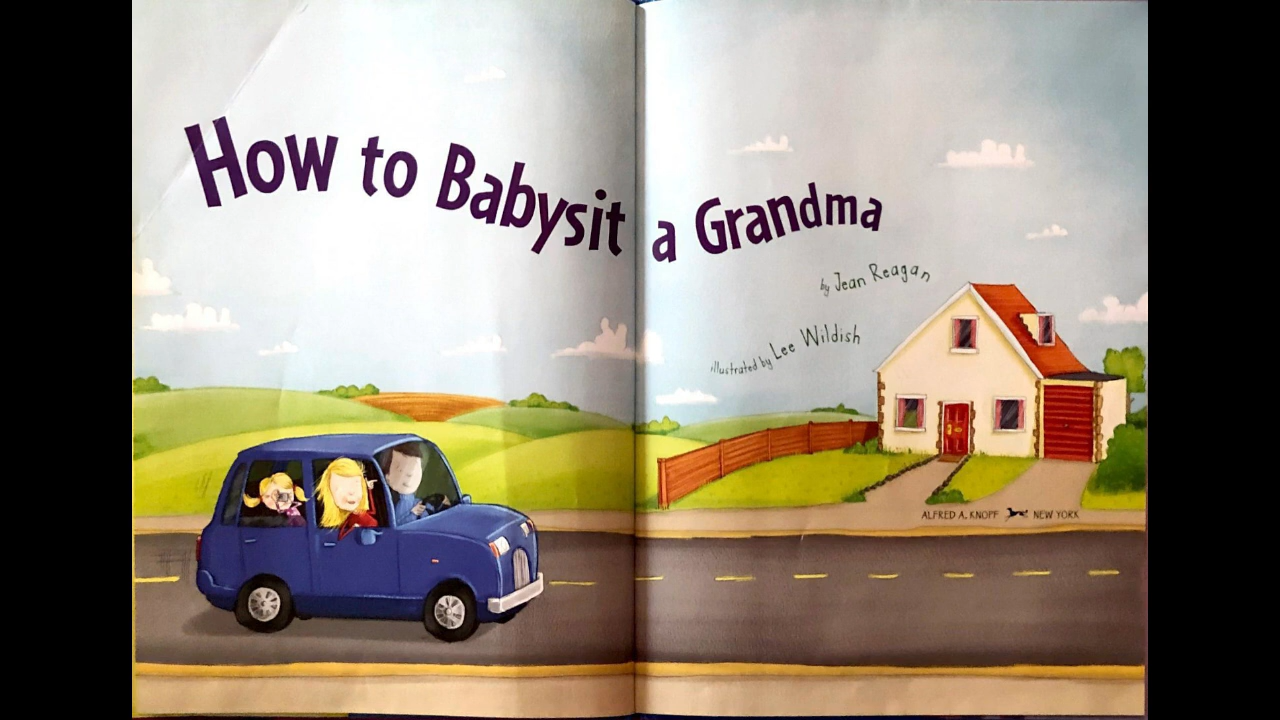 How to Babysit a Grandma
by Jean Reagan
illustrated by Lee Wildish
ALFRED A. KNOPF NEW YORK